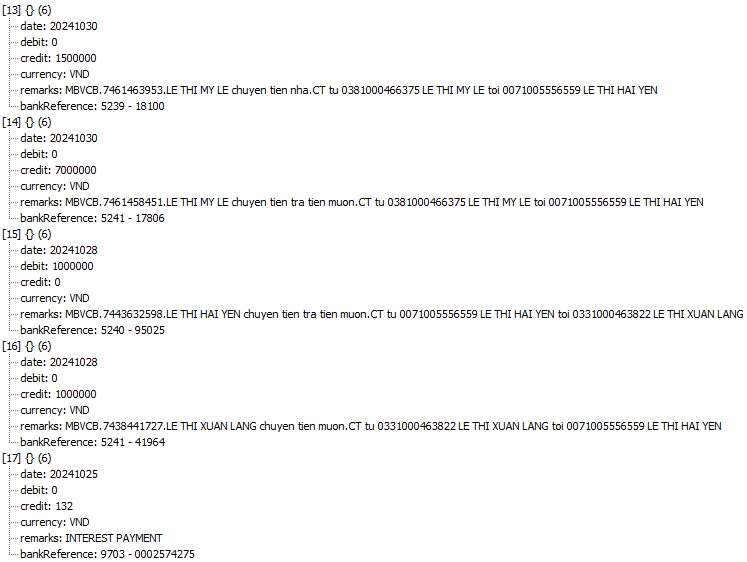 [13] {} (6)
date: 20241030
debit: 0
credit: 1500000
currency: VND
remarks: MBVCB.7461463953.LE THI MY LE chuyen tien nha.CT tu 0381000466375 LE THI MY LE toi 0071005556559 LE THI HAI YEN
bankReference: 5239 - 18100
[14] {} (6)
date: 20241030
debit: 0
credit: 7000000
currency: VND
remarks: MBVCB.7461458451.LE THI MY LE chuyen tien tra tien muon.CT tu 0381000466375 LE THI MY LE toi 0071005556559 LE THI HAI YEN
bankReference: 5241 - 17806
[15] {} (6)
date: 20241028
debit: 1000000
credit: 0
currency: VND
remarks: MBVCB.7443632598.LE THI HAI YEN chuyen tien tra tien muon.CT tu 0071005556559 LE THI HAI YEN toi 0331000463822 LE THI XUAN LANG
bankReference: 5240 - 95025
[16] {} (6)
date: 20241028
debit: 0
credit: 1000000
currency: VND
remarks: MBVCB.7438441727.LE THI XUAN LANG chuyen tien muon.CT tu 0331000463822 LE THI XUAN LANG toi 0071005556559 LE THI HAI YEN
bankReference: 5241 - 41964
[17] {} (6)
date: 20241025
debit: 0
credit: 132
currency: VND
remarks: INTEREST PAYMENT
bankReference: 9703 - 0002574275